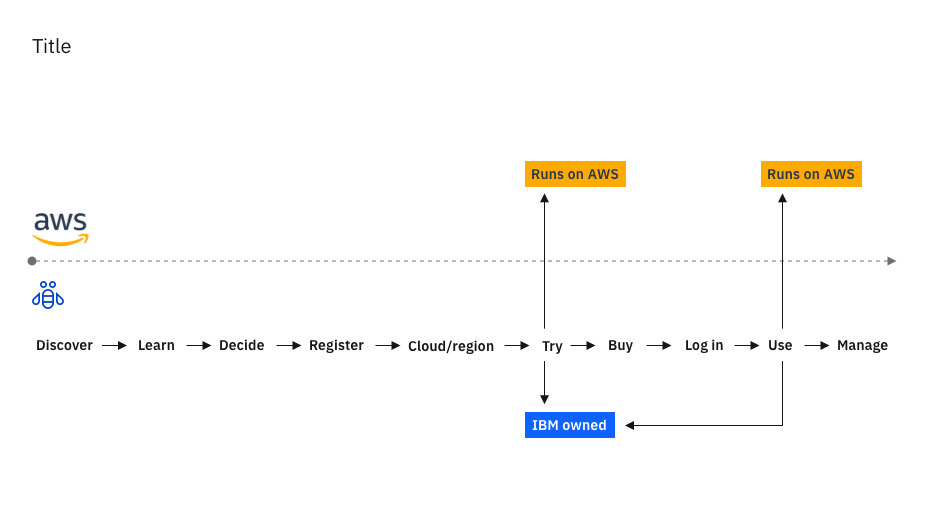 Title
Runs on AWS
Runs on AWS
aws
Discover
Learn
Decide
Register
Cloud/region
Try
Buy
Log in
Use
Manage
IBM owned